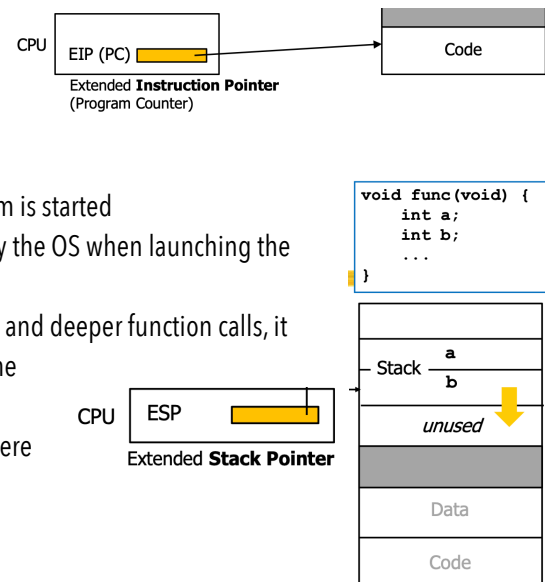 CPU
EIP (PC)
Code
Extended Instruction Pointer
(Program Counter)
m is started
y the OS when launching the
and deeper function calls, it
ne
ere
void func(void) {
int a;
int b;
...
}
Stack
a
b
unused
CPU
ESP
Extended Stack Pointer
Data
Code